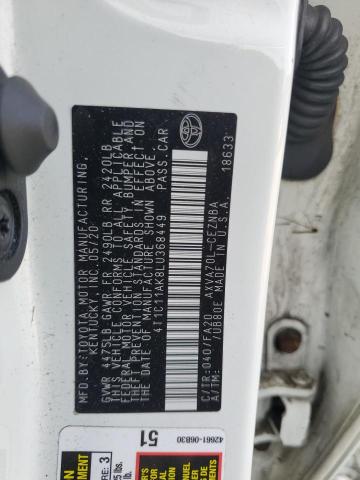 MFD.BY:TOYOTA MOTOR MANUFACTURING,
KENTUCKY, INC. 05/20
GVWR 4475LB GAWR FR 2490LB RR 2420LB
THIS VEHICLE CONFORMS TO ALL APPLICABLE
FEDERAL MOTOR VEHICLE SAFETY, BUMPER, AND
THEFT PREVENTION STANDARDS IN EFFECT ON
THE DATE OF MANUFACTURE SHOWN ABOVE.
4T1C11AK8LU368449 PASS.CAR
C/TR:040/FA20 AXVA70L-CEZNBA
A/TM: /UB80E MADE IN U.S.A.
18633
51
42661-06B30
3